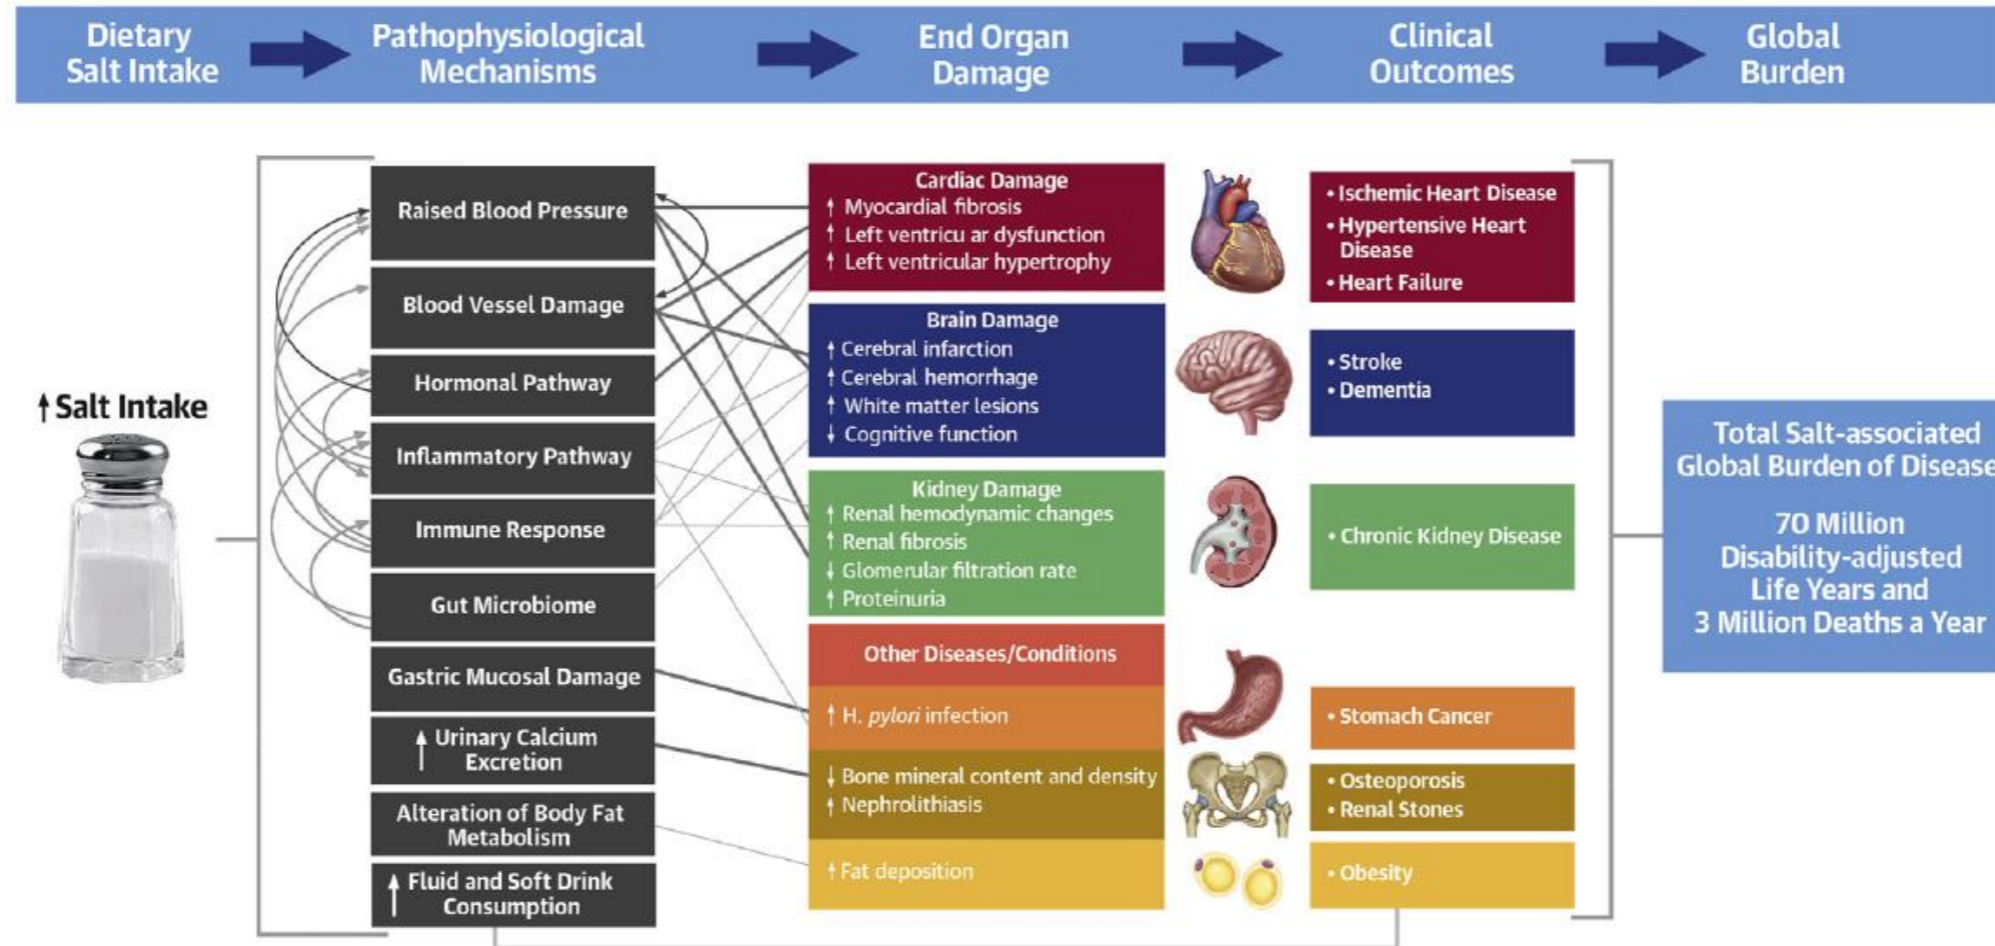 Dietary
Salt Intake
Pathophysiological
Mechanisms
End Organ
Damage
Clinical
Outcomes
Global
Burden
↑ Salt Intake
Raised Blood Pressure
Blood Vessel Damage
Hormonal Pathway
Inflammatory Pathway
Immune Response
Gut Microbiome
Gastric Mucosal Damage
↑ Urinary Calcium
Excretion
Alteration of Body Fat
Metabolism
↑ Fluid and Soft Drink
Consumption
Cardiac Damage
↑ Myocardial fibrosis
↑ Left ventricu ar dysfunction
↑ Left ventricular hypertrophy
Brain Damage
↑ Cerebral infarction
↑ Cerebral hemorrhage
↑ White matter lesions
↓ Cognitive function
Kidney Damage
↑ Renal hemodynamic changes
↑ Renal fibrosis
↓ Glomerular filtration rate
↑ Proteinuria
Other Diseases/Conditions
↑ H. pylori infection
↓ Bone mineral content and density
↑ Nephrolithiasis
↑ Fat deposition
• Ischemic Heart Disease
• Hypertensive Heart
Disease
• Heart Failure
• Stroke
• Dementia
• Chronic Kidney Disease
• Stomach Cancer
• Osteoporosis
• Renal Stones
• Obesity
Total Salt-associated
Global Burden of Disease
70 Million
Disability-adjusted
Life Years and
3 Million Deaths a Year